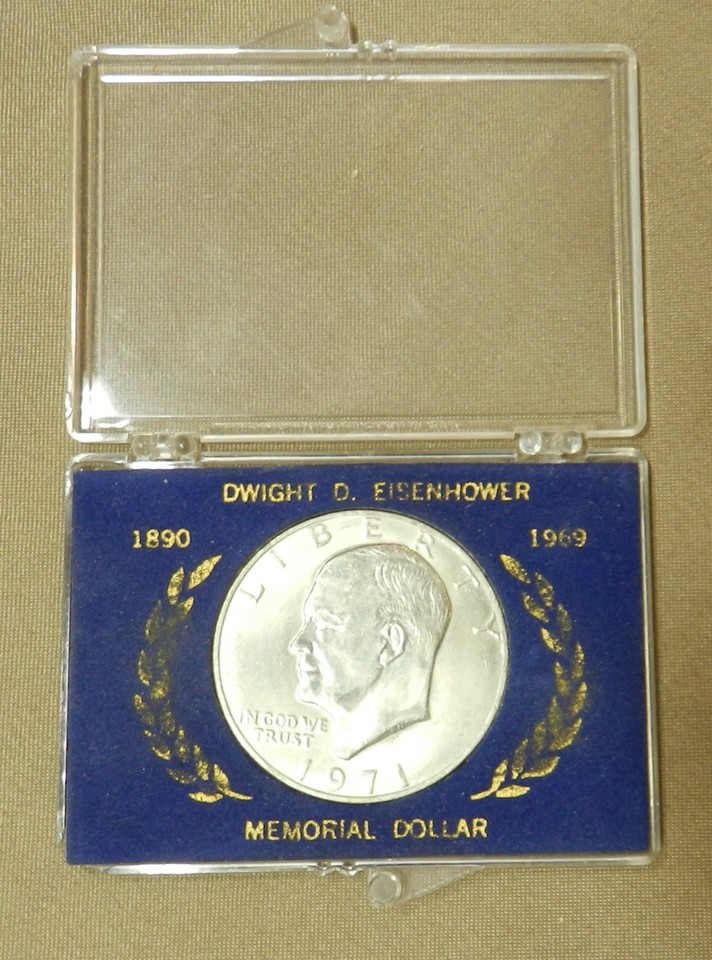 DWIGHT D. EISENHOWER
1890 1969
LIBERTY
IN GOD WE
TRUST
1971
MEMORIAL DOLLAR